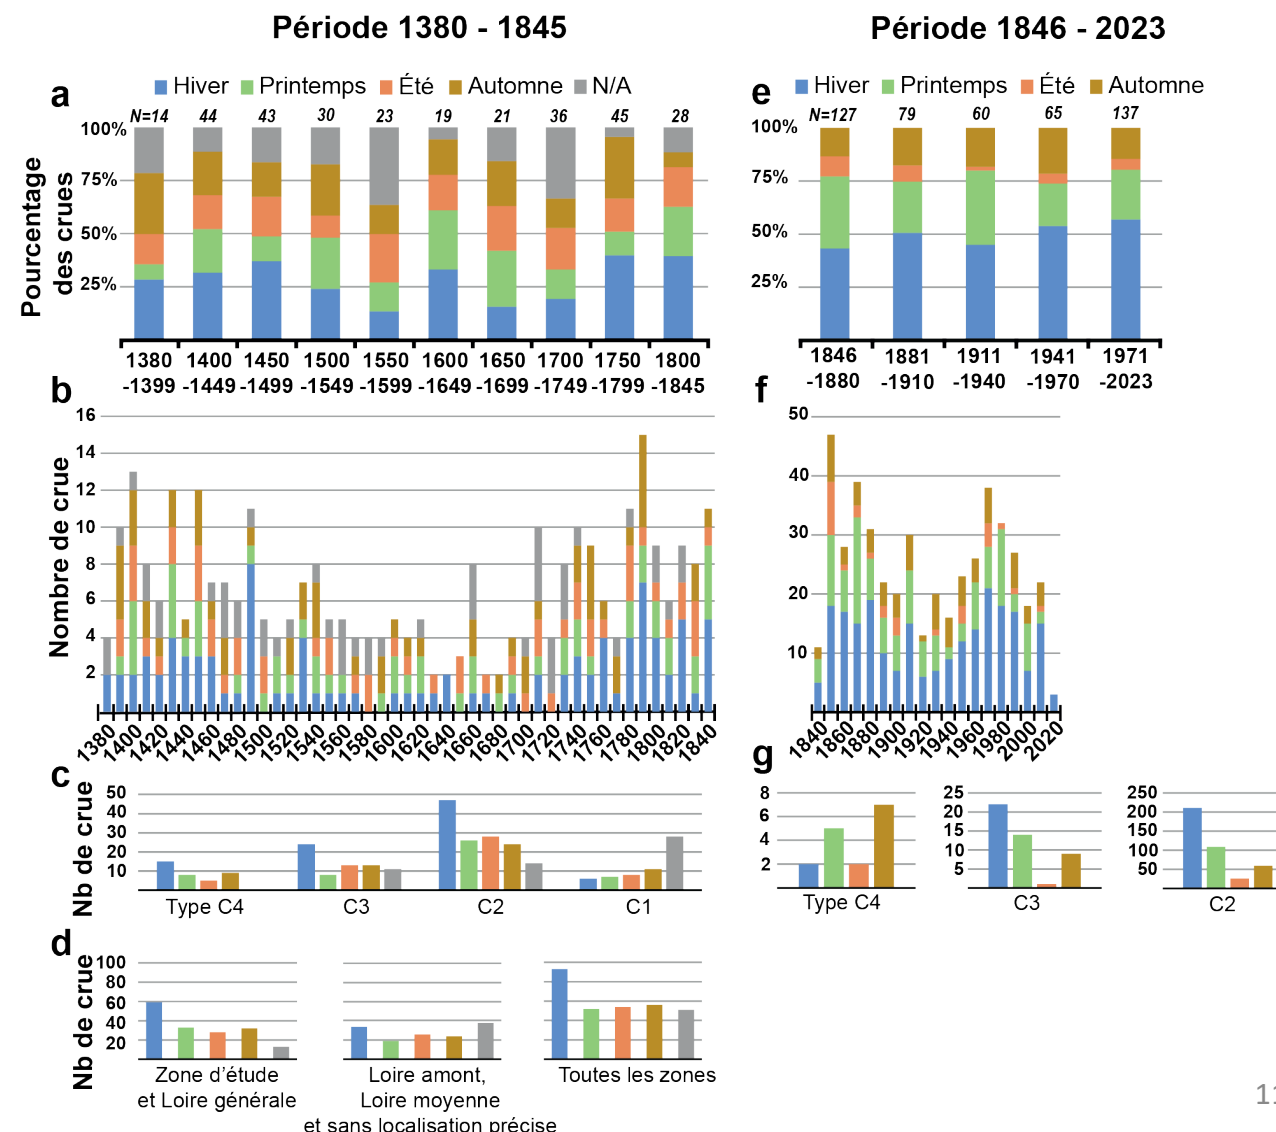 Période 1380 - 1845
Période 1846 - 2023
a
Hiver Printemps Été Automne N/A
N=14 44 43 30 23 19 21 36 45 28
Pourcentage
des crues
100%
75%
50%
25%
1380 1400 1450 1500 1550 1600 1650 1700 1750 1800
-1399 -1449 -1499 -1549 -1599 -1649 -1699 -1749 -1799 -1845
e
Hiver Printemps Été Automne
N=127 79 60 65 137
100%
75%
50%
25%
1846 1881 1911 1941 1971
-1880 -1910 -1940 -1970 -2023
b
Nombre de crue
16
14
12
10
8
6
4
2
1380 1400 1420 1440 1460 1480 1500 1520 1540 1560 1580 1600 1620 1640 1660 1680 1700 1720 1740 1760 1780 1800 1820 1840
f
50
40
30
20
10
1840 1860 1880 1900 1920 1940 1960 1980 2000 2020
c
Nb de crue
50
40
30
20
10
Type C4 C3 C2 C1
g
8
6
4
2
Type C4
25
20
15
10
5
C3
250
200
150
100
50
C2
d
Nb de crue
100
80
60
40
20
Zone d’étude
et Loire générale
Loire amont,
Loire moyenne
et sans localisation précise
Toutes les zones